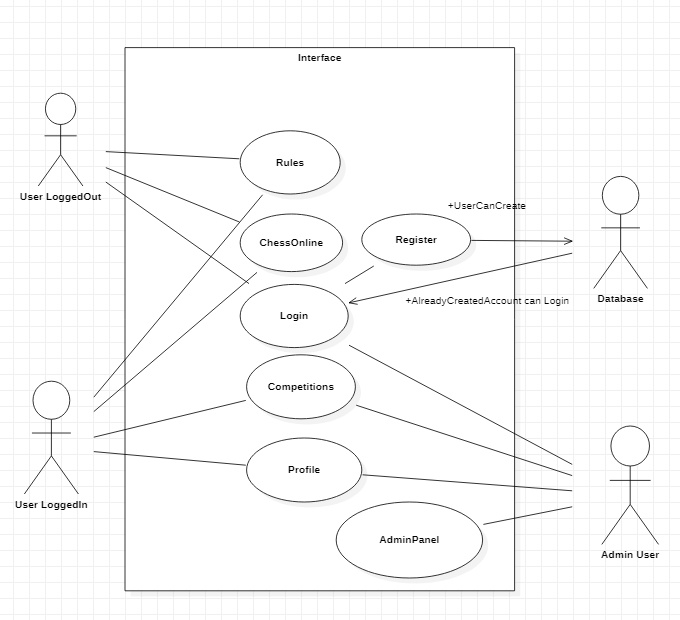 Interface
Rules
User LoggedOut
+UserCanCreate
ChessOnline
Register
Database
+AlreadyCreatedAccount can Login
Login
Competitions
Profile
User LoggedIn
AdminPanel
Admin User